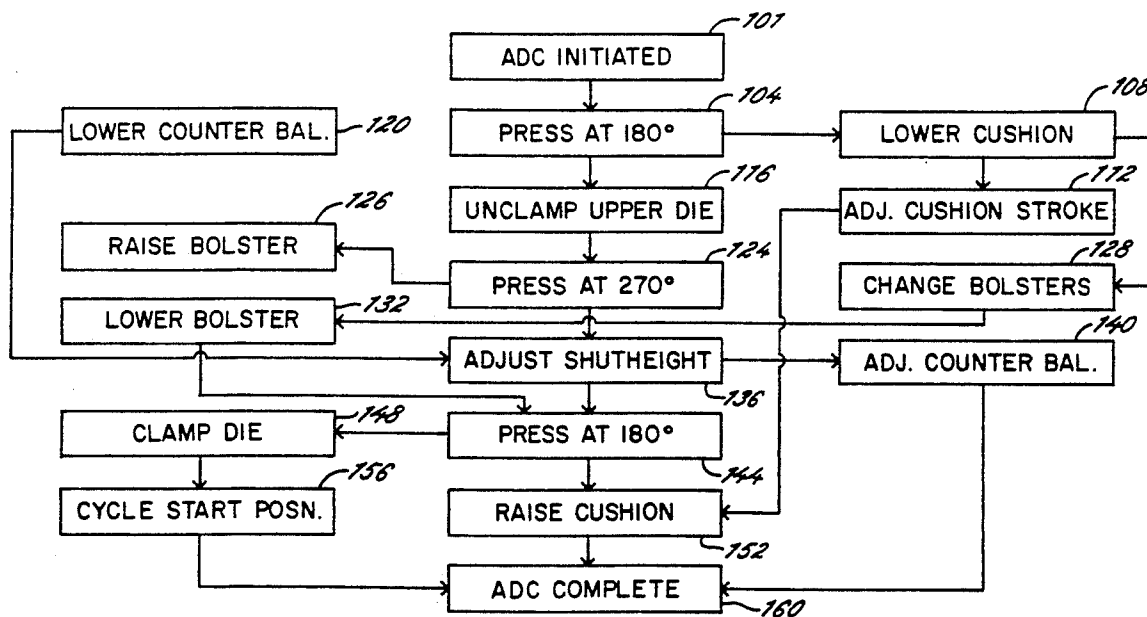 101
ADC INITIATED
104
108
LOWER COUNTER BAL.
120
PRESS AT 180°
LOWER CUSHION
116
112
126
UNCLAMP UPPER DIE
ADJ. CUSHION STROKE
RAISE BOLSTER
124
128
PRESS AT 270°
CHANGE BOLSTERS
132
LOWER BOLSTER
140
ADJUST SHUTHEIGHT
ADJ. COUNTER BAL.
136
148
CLAMP DIE
PRESS AT 180°
144
156
CYCLE START POSN.
RAISE CUSHION
152
ADC COMPLETE
160